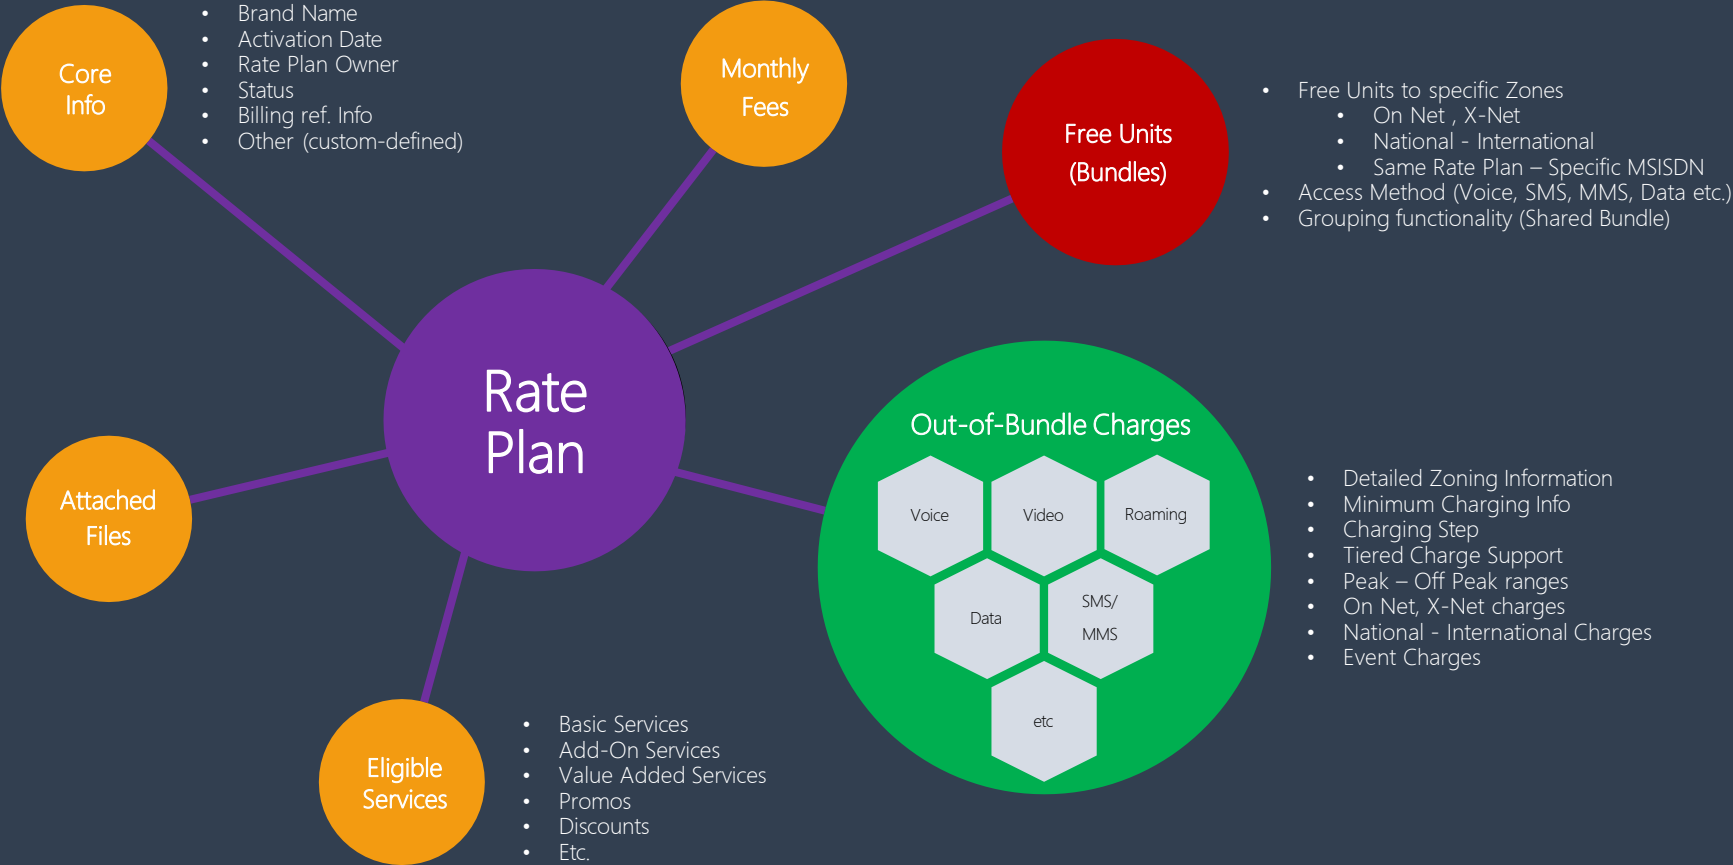 Core
Info
• Brand Name
• Activation Date
• Rate Plan Owner
• Status
• Billing ref. Info
• Other (custom-defined)
Monthly
Fees
Free Units
(Bundles)
• Free Units to specific Zones
• On Net , X-Net
• National - International
• Same Rate Plan – Specific MSISDN
• Access Method (Voice, SMS, MMS, Data etc.)
• Grouping functionality (Shared Bundle)
Rate
Plan
Out-of-Bundle Charges
Voice
Video
Roaming
Data
SMS/
MMS
etc
• Detailed Zoning Information
• Minimum Charging Info
• Charging Step
• Tiered Charge Support
• Peak – Off Peak ranges
• On Net, X-Net charges
• National - International Charges
• Event Charges
Attached
Files
Eligible
Services
• Basic Services
• Add-On Services
• Value Added Services
• Promos
• Discounts
• Etc.